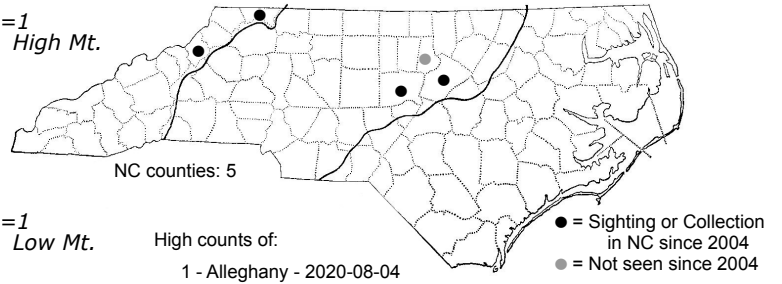 =1
High Mt.
NC counties: 5
=1
Low Mt.
High counts of:
1 - Alleghany - 2020-08-04
= Sighting or Collection
in NC since 2004
= Not seen since 2004